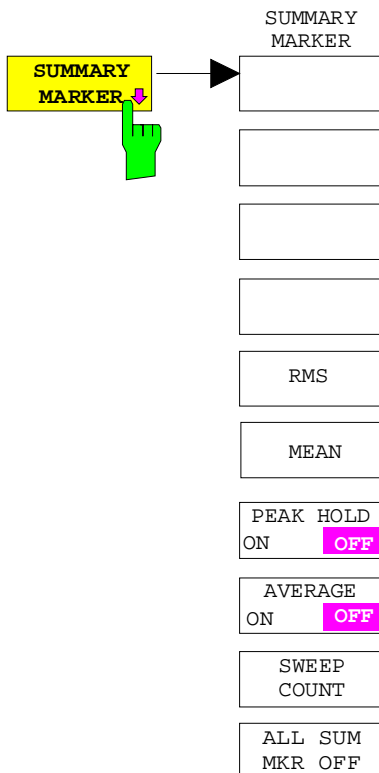 SUMMARY
MARKER
SUMMARY
MARKER
RMS
MEAN
PEAK HOLD
ON OFF
AVERAGE
ON OFF
SWEEP
COUNT
ALL SUM
MKR OFF